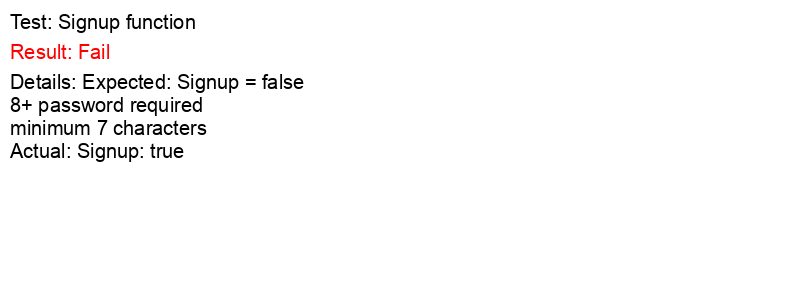 Test: Signup function
Result: Fail
Details: Expected: Signup = false
8+ password required
minimum 7 characters
Actual: Signup: true